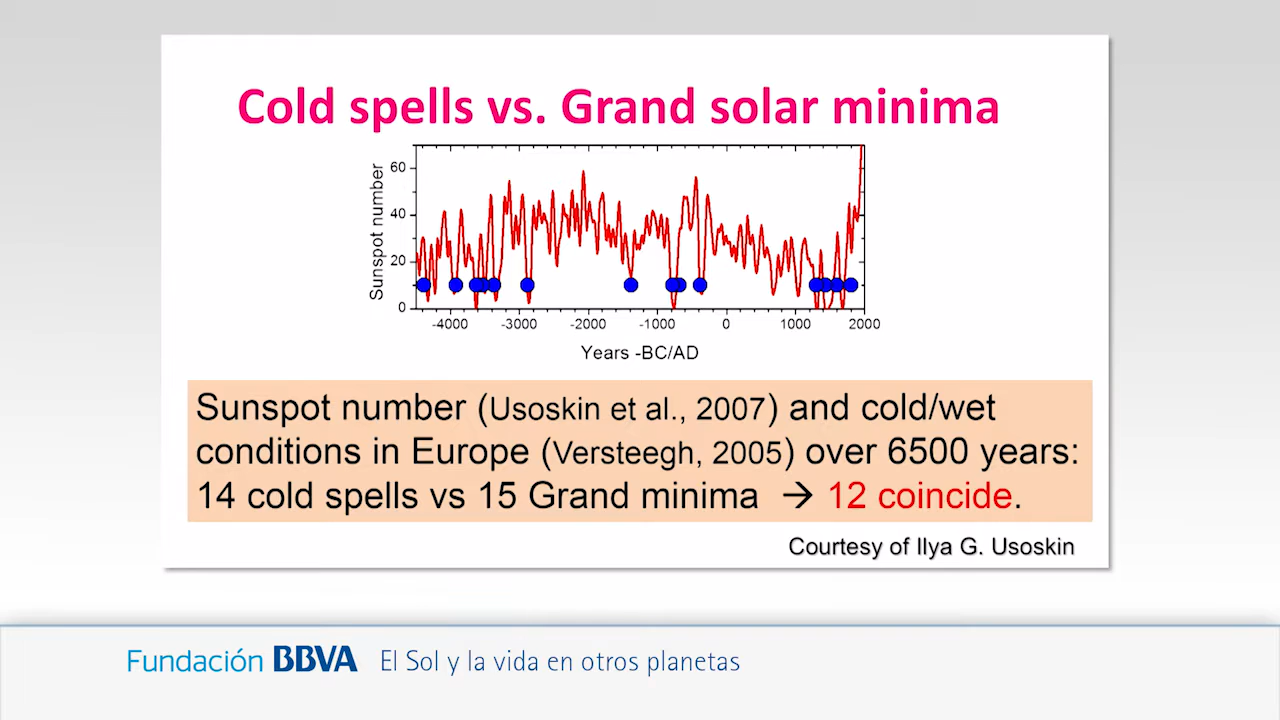 Cold spells vs. Grand solar minima
Sunspot number
60
40
20
0
-4000 -3000 -2000 -1000 0 1000 2000
Years -BC/AD
Sunspot number (Usoskin et al., 2007) and cold/wet
conditions in Europe (Versteegh, 2005) over 6500 years:
14 cold spells vs 15 Grand minima → 12 coincide.
Courtesy of Ilya G. Usoskin
Fundación BBVA El Sol y la vida en otros planetas